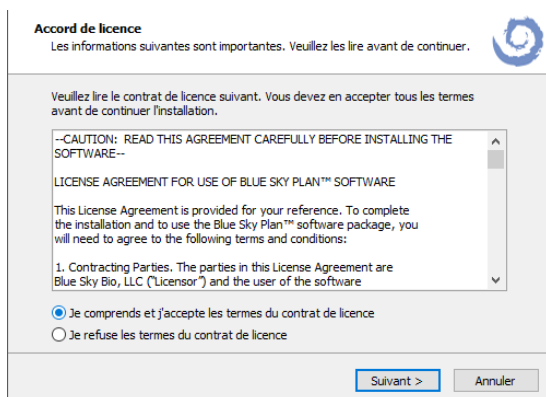 Accord de licence
Les informations suivantes sont importantes. Veuillez les lire avant de continuer.
Veuillez lire le contrat de licence suivant. Vous devez en accepter tous les termes
avant de continuer l'installation.
--CAUTION:  READ THIS AGREEMENT CAREFULLY BEFORE INSTALLING THE
SOFTWARE--
LICENSE AGREEMENT FOR USE OF BLUE SKY PLAN™ SOFTWARE
This License Agreement is provided for your reference. To complete
the installation and to use the Blue Sky Plan™ software package, you
will need to agree to the following terms and conditions:
1. Contracting Parties. The parties in this License Agreement are
Blue Sky Bio, LLC ("Licensor") and the user of the software
Je comprends et j'accepte les termes du contrat de licence
Je refuse les termes du contrat de licence
Suivant >
Annuler